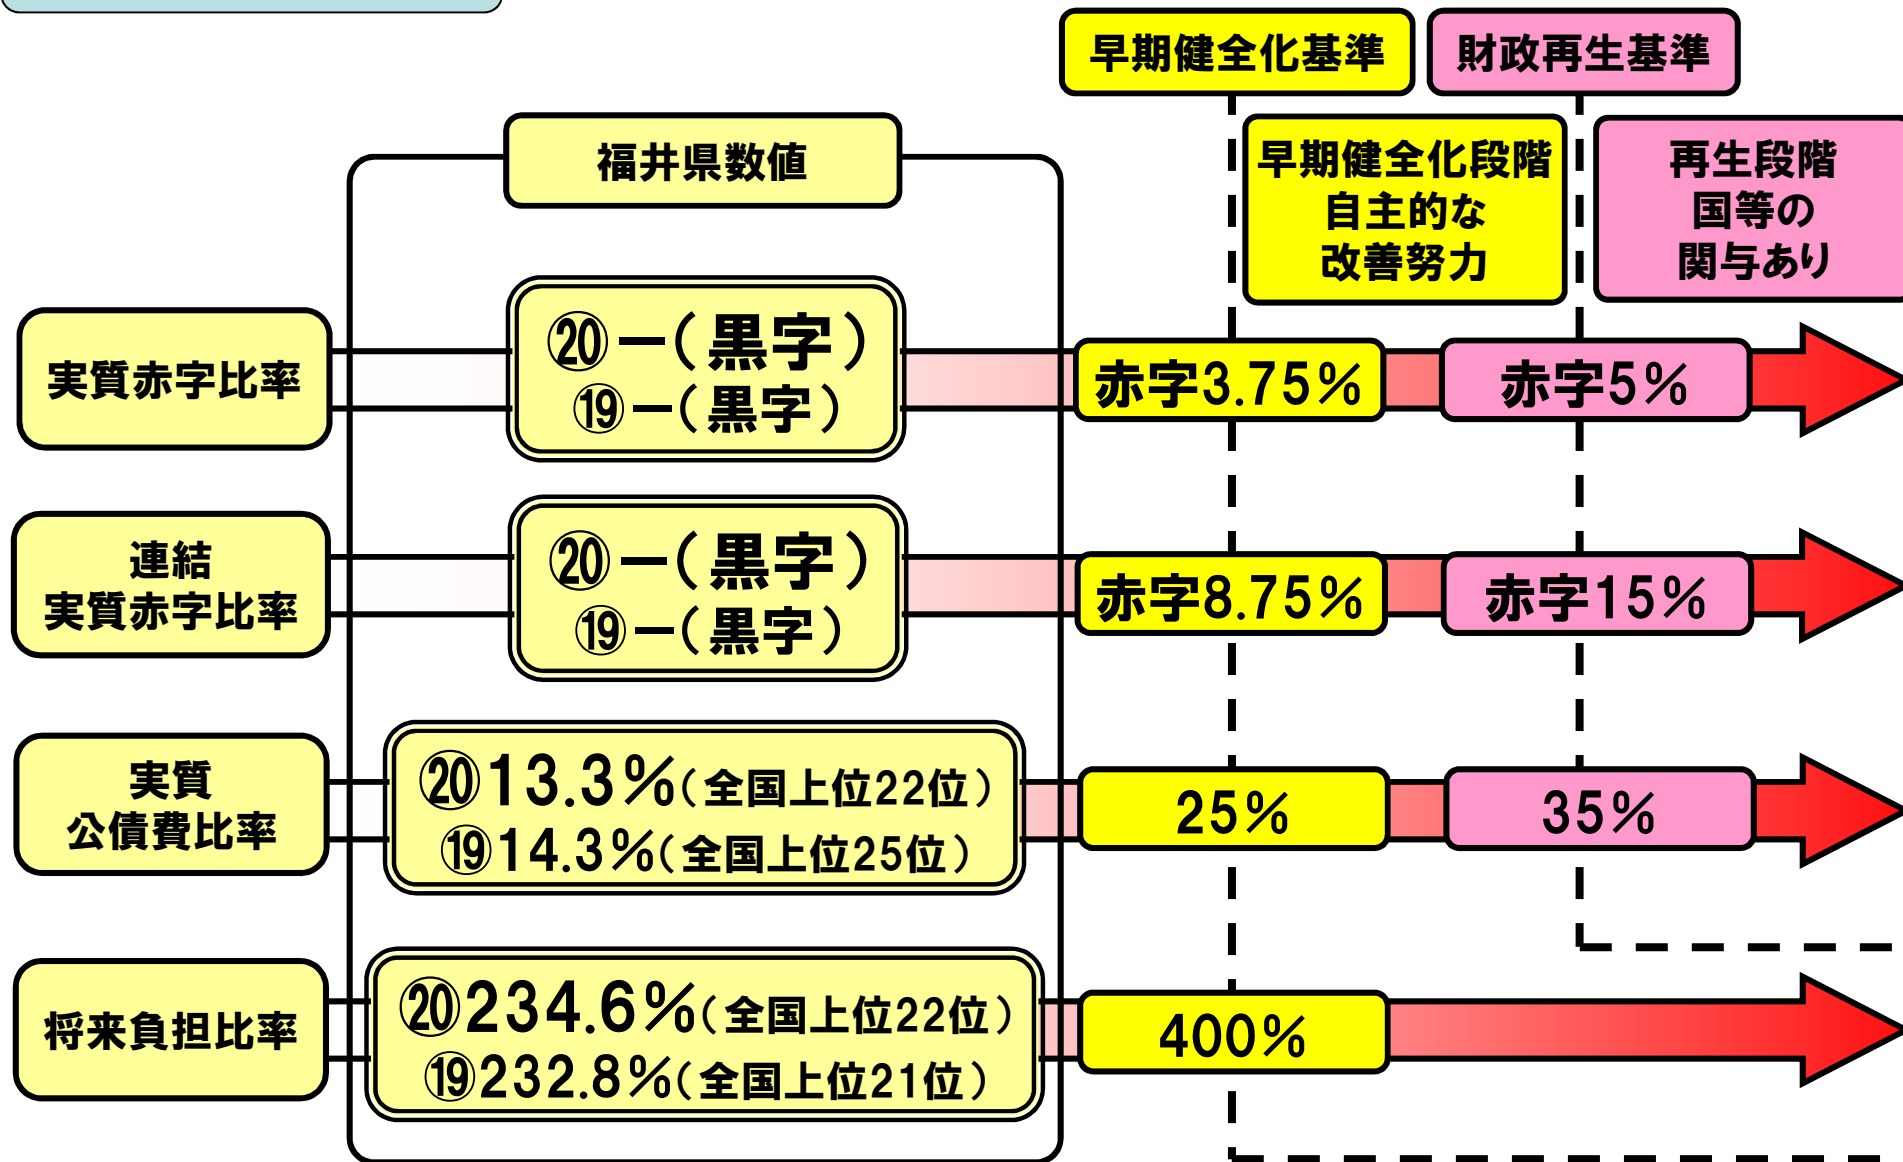 早期健全化基準
財政再生基準
福井県数値
早期健全化段階
自主的な
改善努力
再生段階
国等の
関与あり
実質赤字比率
⑳ー(黒字)
⑲ー(黒字)
赤字3.75%
赤字5%
連結
実質赤字比率
⑳ー(黒字)
⑲ー(黒字)
赤字8.75%
赤字15%
実質
公債費比率
⑳13.3%(全国上位22位)
⑲14.3%(全国上位25位)
25%
35%
将来負担比率
⑳234.6%(全国上位22位)
⑲232.8%(全国上位21位)
400%